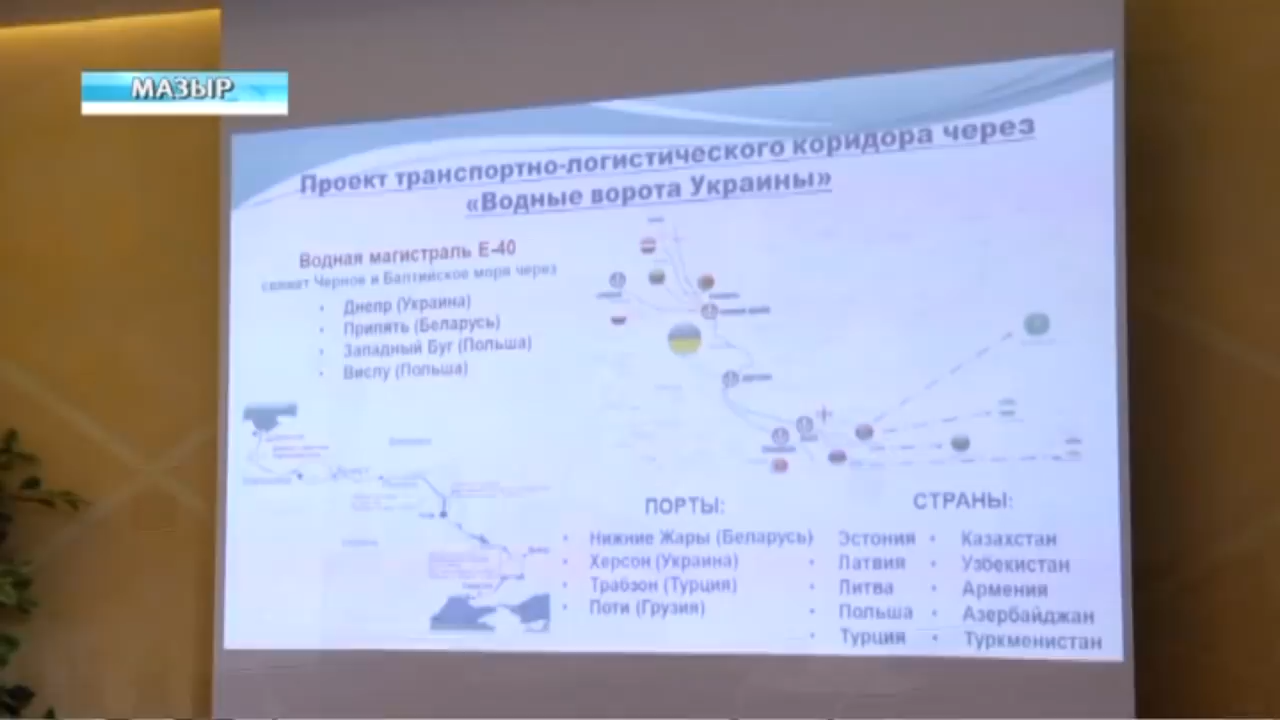 МАЗЫР
Проект транспортно-логистического коридора через
«Водные ворота Украины»
Водная магистраль Е-40
свяжет Черное и Балтийское моря через
• Днепр (Украина)
• Припять (Беларусь)
• Западный Буг (Польша)
• Вислу (Польша)
ПОРТЫ:
• Нижние Жары (Беларусь)
• Херсон (Украина)
• Трабзон (Турция)
• Поти (Грузия)
СТРАНЫ:
Эстония • Казахстан
• Латвия • Узбекистан
• Литва • Армения
• Польша • Азербайджан
• Турция • Туркменистан